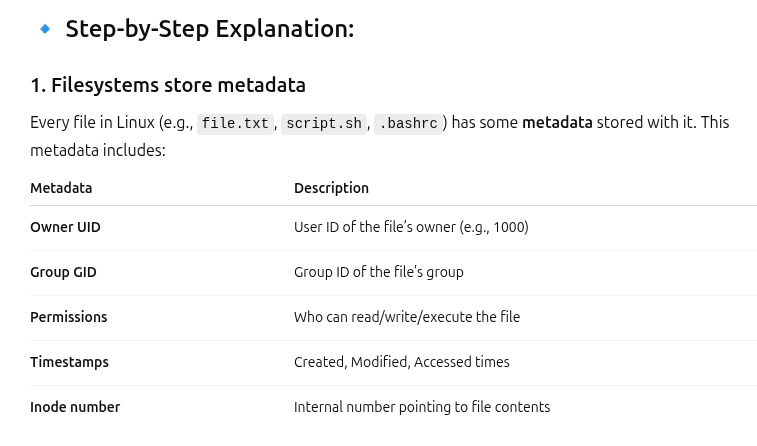 Step-by-Step Explanation:
1. Filesystems store metadata
Every file in Linux (e.g., file.txt, script.sh, .bashrc) has some metadata stored with it. This
metadata includes:
Metadata Description
Owner UID User ID of the file’s owner (e.g., 1000)
Group GID Group ID of the file’s group
Permissions Who can read/write/execute the file
Timestamps Created, Modified, Accessed times
Inode number Internal number pointing to file contents